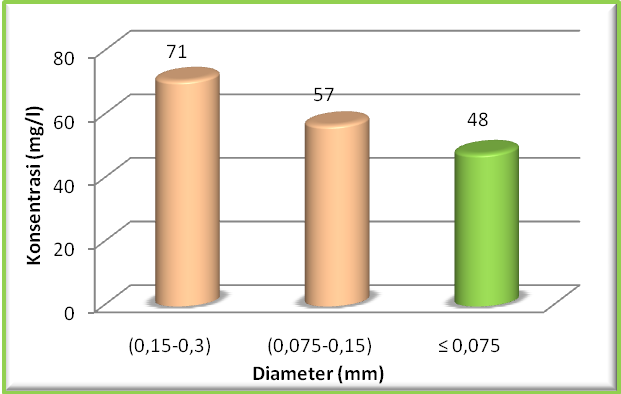 71
57
48
80
60
40
20
0
Konsentrasi (mg/l)
(0,15-0,3) (0,075-0,15) ≤ 0,075
Diameter (mm)